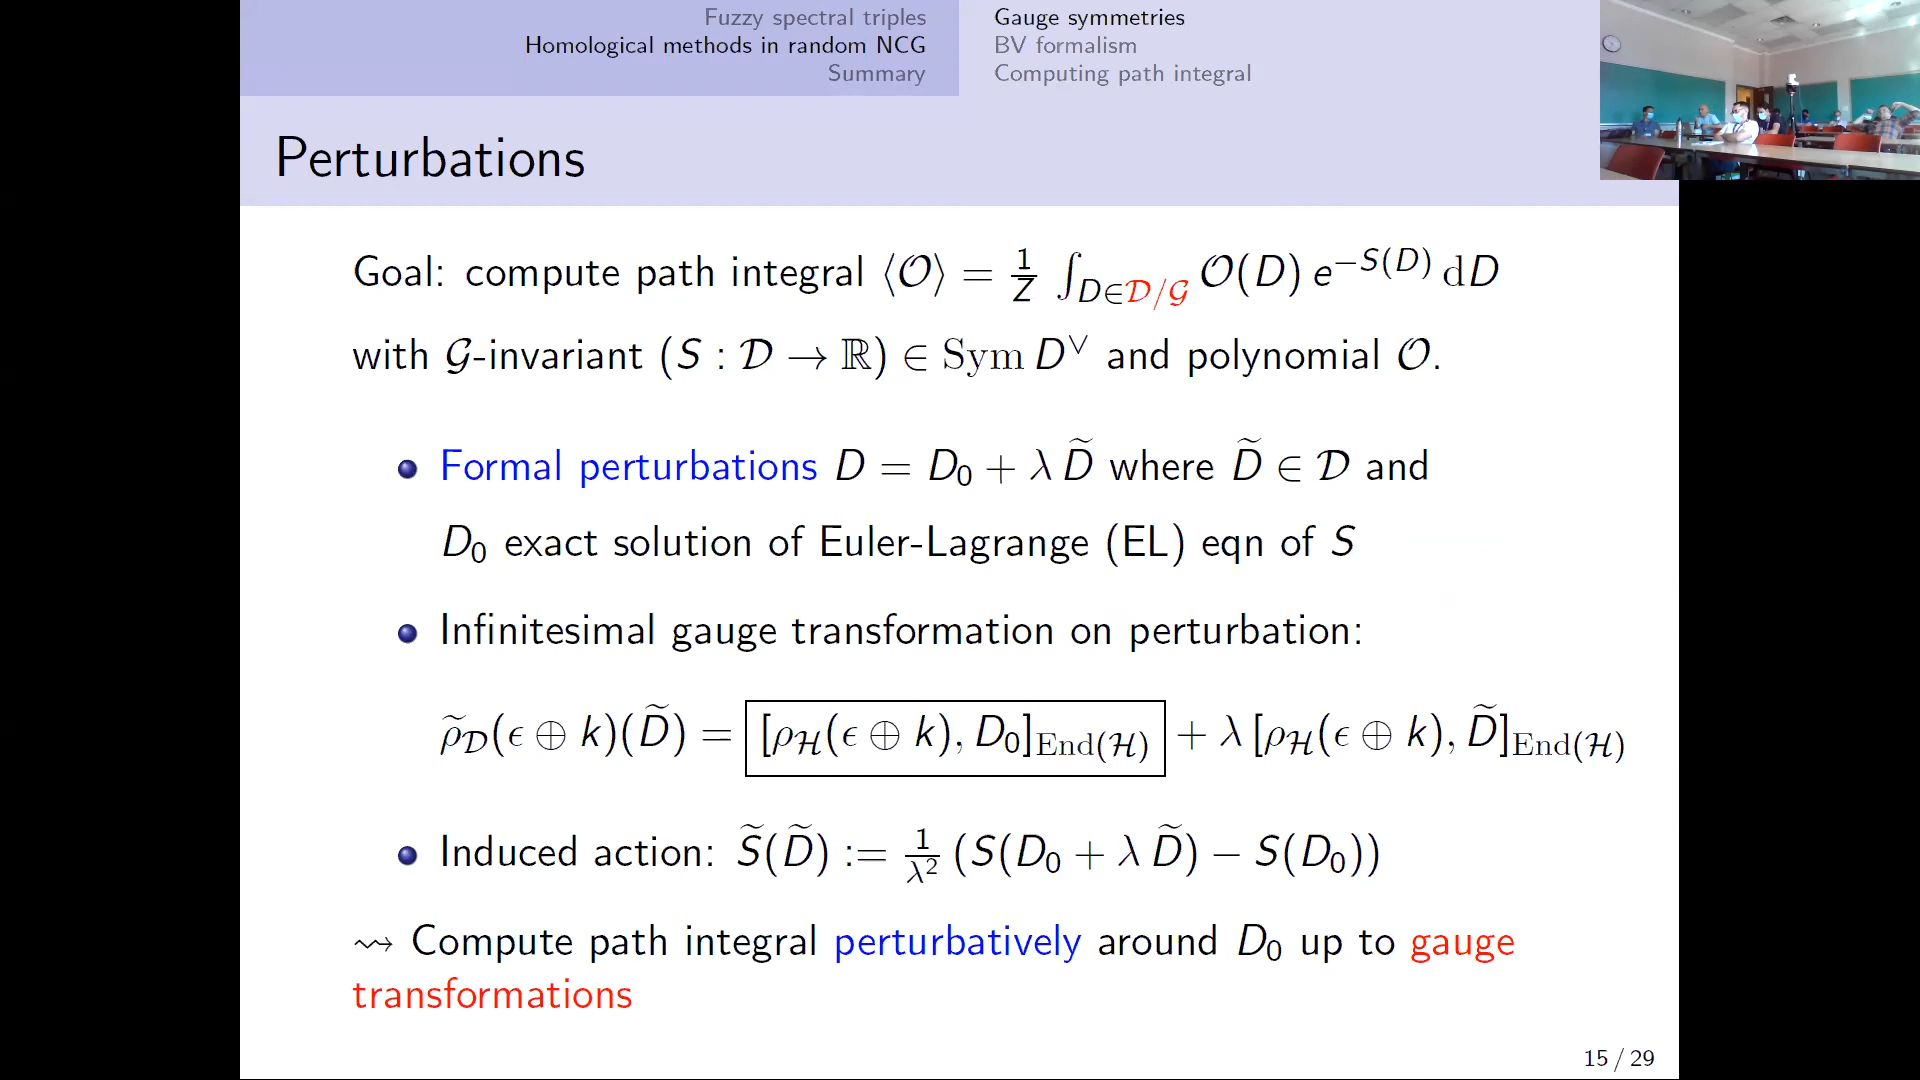 Fuzzy spectral triples
Homological methods in random NCG
Summary
Gauge symmetries
BV formalism
Computing path integral
Perturbations
Goal: compute path integral ⟨𝒪⟩ = 1/Z ∫_{D∈𝒟/𝒢} 𝒪(D) e^{−S(D)} dD
with 𝒢-invariant (S : 𝒟 → ℝ) ∈ Sym D^∨ and polynomial 𝒪.
• Formal perturbations D = D₀ + λ D̃ where D̃ ∈ 𝒟 and
D₀ exact solution of Euler-Lagrange (EL) eqn of S
• Infinitesimal gauge transformation on perturbation:
ρ̃_𝒟(ϵ ⊕ k)(D̃) = [ρ_ℋ(ϵ ⊕ k), D₀]_{End(ℋ)} + λ [ρ_ℋ(ϵ ⊕ k), D̃]_{End(ℋ)}
• Induced action: S̃(D̃) := 1/λ² (S(D₀ + λ D̃) − S(D₀))
⇝ Compute path integral perturbatively around D₀ up to gauge
transformations
15 / 29